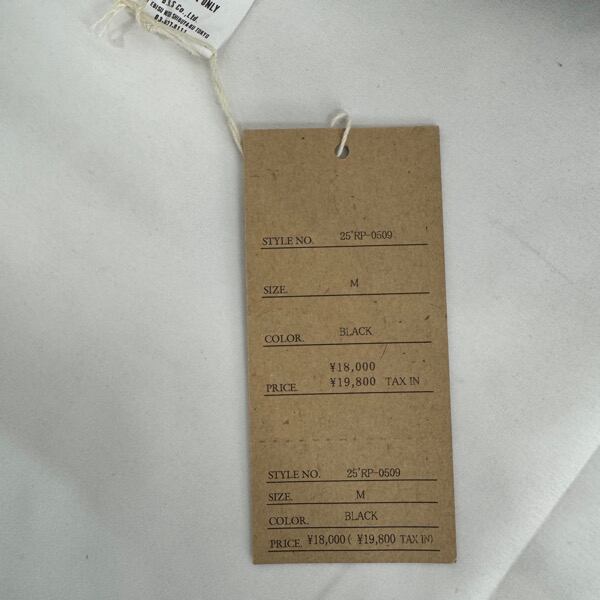 ONLY
G&S Co., Ltd.
TOKYO
STYLE NO. 25'RP-0509
SIZE. M
COLOR. BLACK
¥18,000
PRICE. ¥19,800 TAX IN
STYLE NO. 25'RP-0509
SIZE. M
COLOR. BLACK
PRICE. ¥18,000 ( ¥19,800 TAX IN)